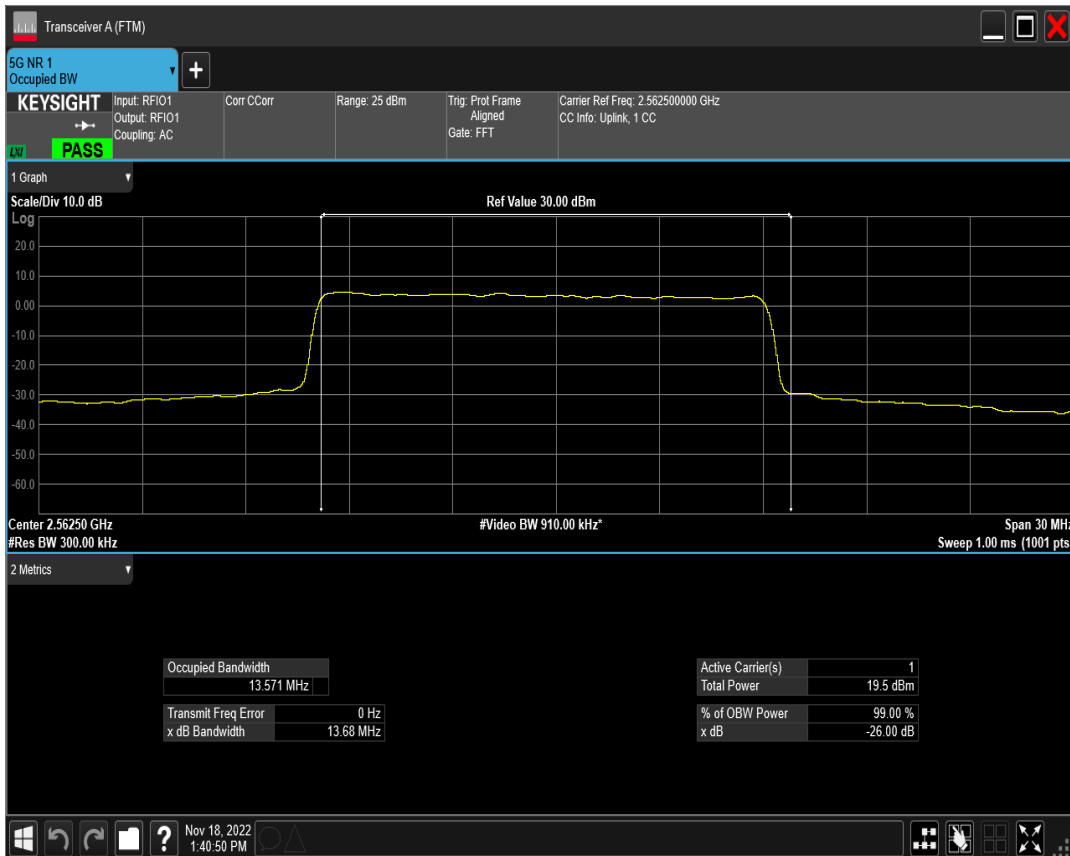 Transceiver A (FTM)
5G NR 1
Occupied BW
KEYSIGHT
LXI
PASS
Input: RFIO1
Output: RFIO1
Coupling: AC
Corr CCorr
Range: 25 dBm
Trig: Prot Frame
Aligned
Gate: FFT
Carrier Ref Freq: 2.562500000 GHz
CC Info: Uplink, 1 CC
1 Graph
Scale/Div 10.0 dB
Ref Value 30.00 dBm
Log
20.0
10.0
0.00
-10.0
-20.0
-30.0
-40.0
-50.0
-60.0
Center 2.56250 GHz
#Video BW 910.00 kHz*
Span 30 MHz
#Res BW 300.00 kHz
Sweep 1.00 ms (1001 pts
2 Metrics
Occupied Bandwidth
13.571 MHz
Transmit Freq Error 0 Hz
x dB Bandwidth 13.68 MHz
Active Carrier(s) 1
Total Power 19.5 dBm
% of OBW Power 99.00 %
x dB -26.00 dB
?
Nov 18, 2022
1:40:50 PM